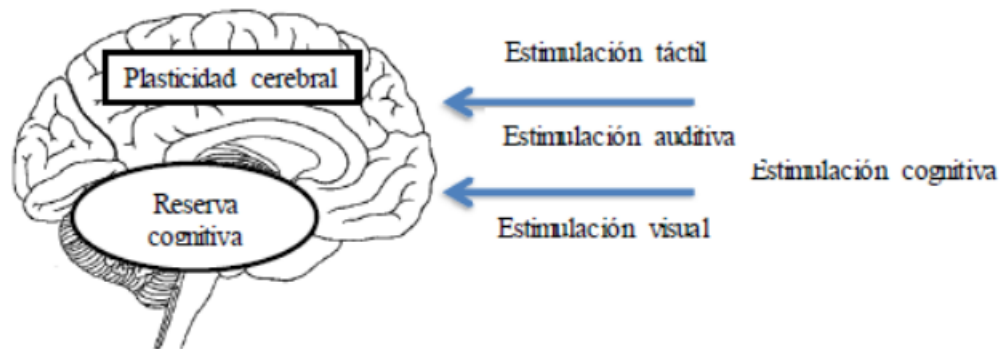 Plasticidad cerebral
Reserva
cognitiva
Estimulación táctil
Estimulación auditiva
Estimulación visual
Estimulación cognitiva